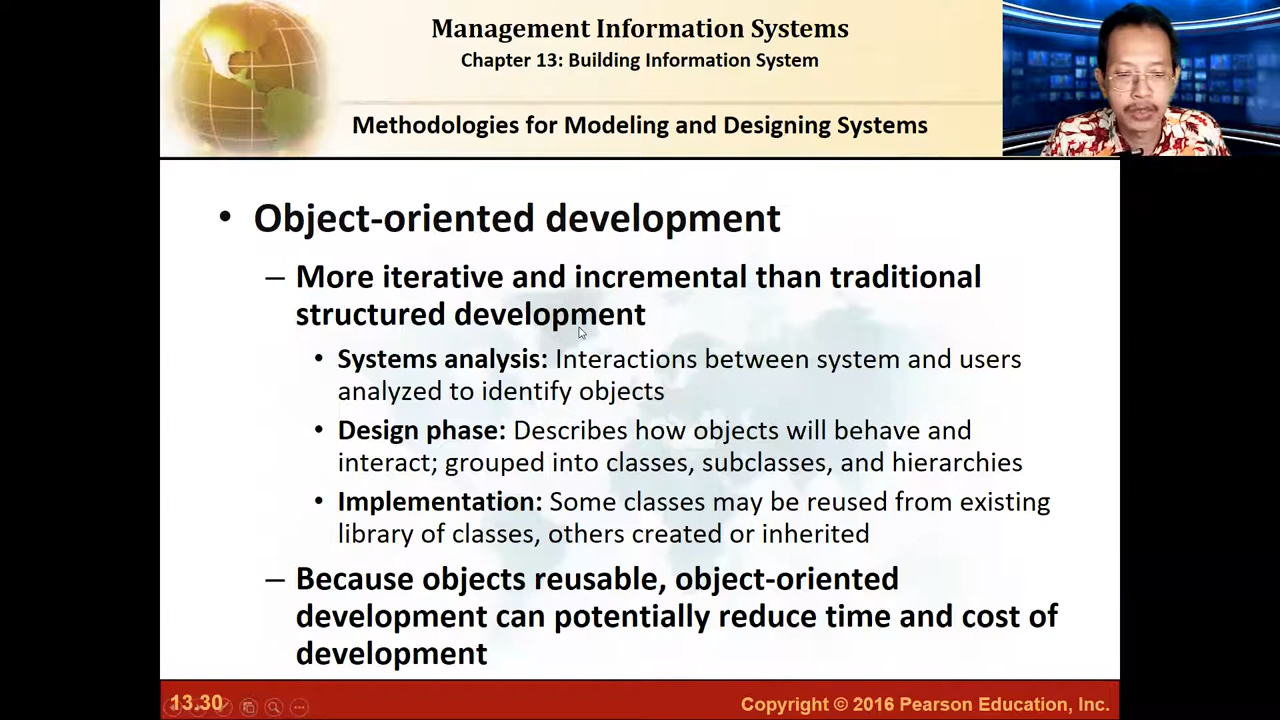 Management Information Systems
Chapter 13: Building Information System
Methodologies for Modeling and Designing Systems
• Object-oriented development
– More iterative and incremental than traditional
structured development
• Systems analysis: Interactions between system and users
analyzed to identify objects
• Design phase: Describes how objects will behave and
interact; grouped into classes, subclasses, and hierarchies
• Implementation: Some classes may be reused from existing
library of classes, others created or inherited
– Because objects reusable, object-oriented
development can potentially reduce time and cost of
development
13.30
Copyright © 2016 Pearson Education, Inc.